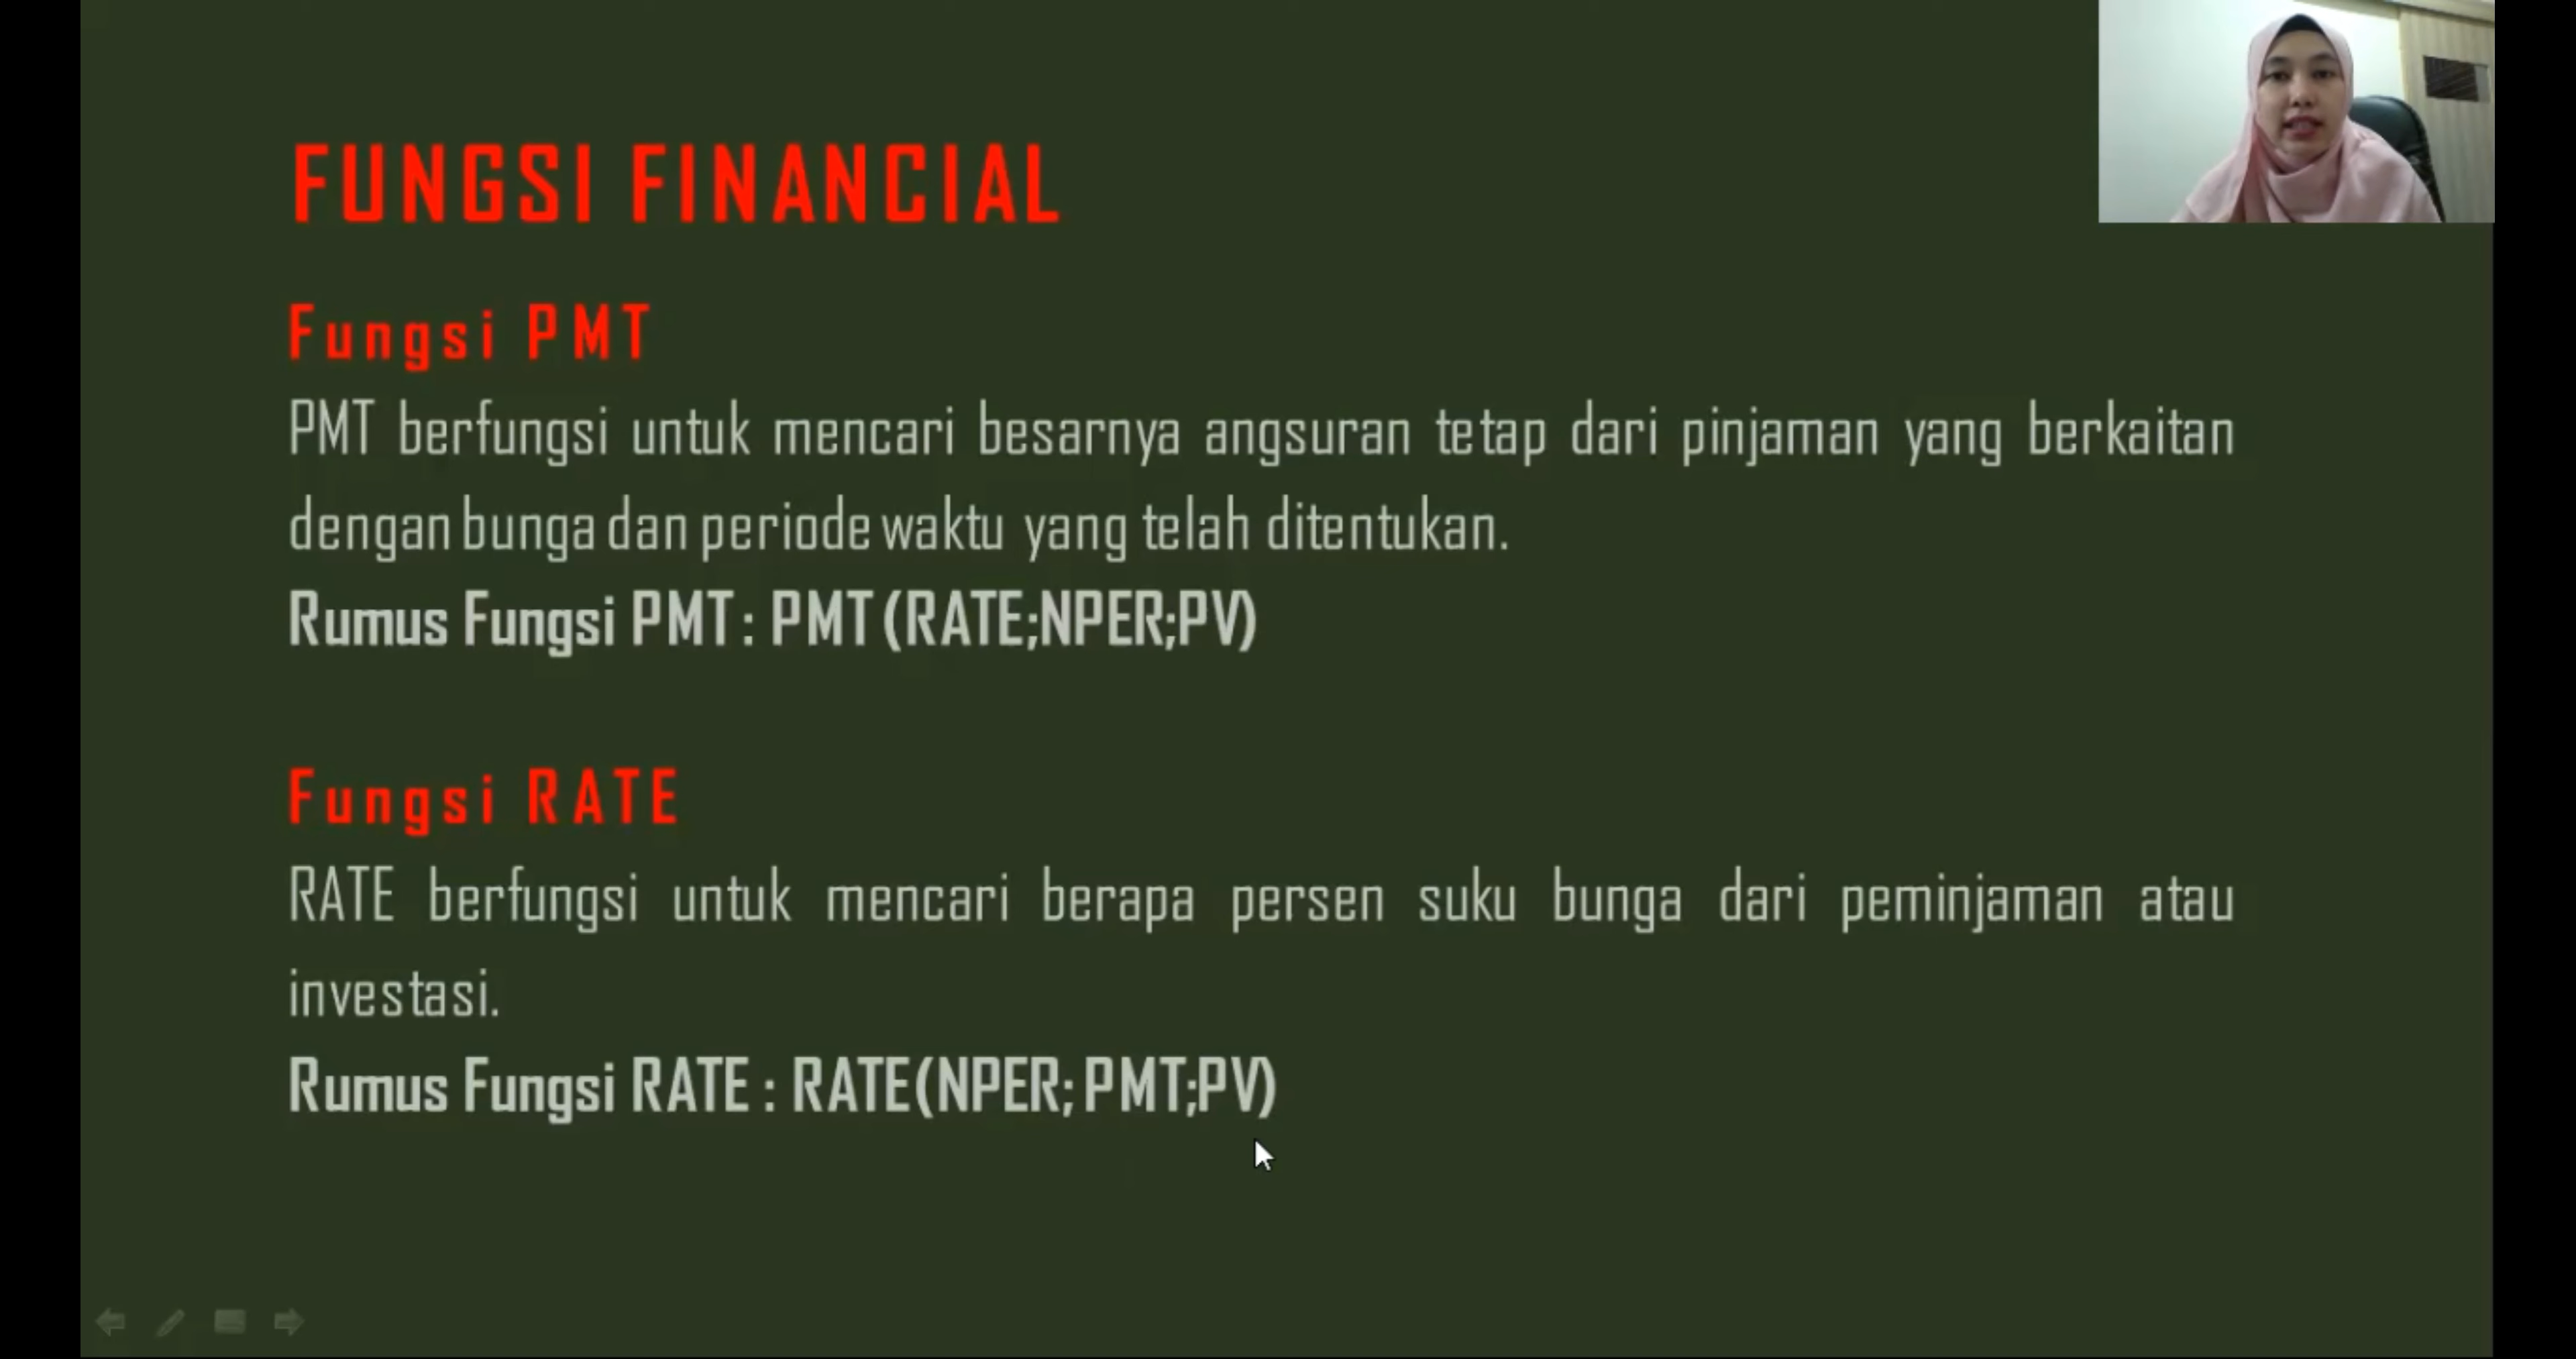 FUNGSI FINANCIAL
Fungsi PMT
PMT berfungsi untuk mencari besarnya angsuran tetap dari pinjaman yang berkaitan
dengan bunga dan periode waktu yang telah ditentukan.
Rumus Fungsi PMT : PMT (RATE;NPER;PV)
Fungsi RATE
RATE berfungsi untuk mencari berapa persen suku bunga dari peminjaman atau
investasi.
Rumus Fungsi RATE : RATE(NPER; PMT;PV)